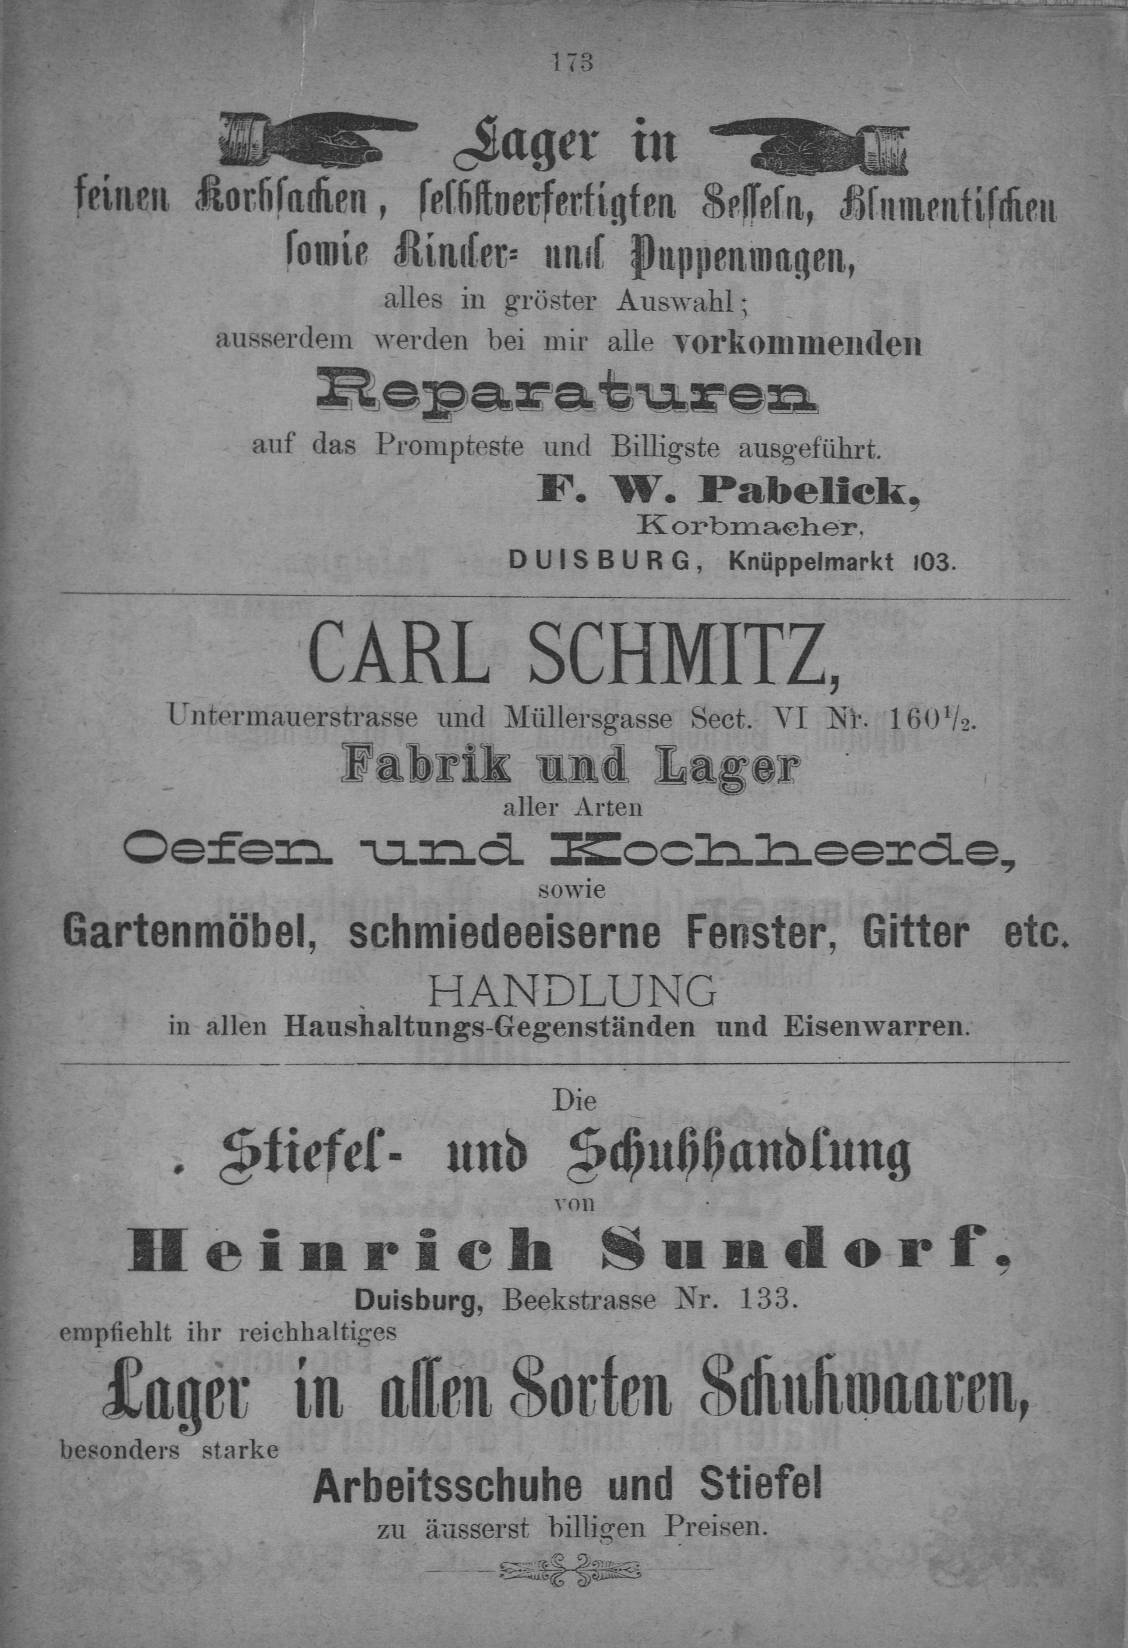 173
Lager in
feinen Korbsachen, selbstverfertigten Sesseln, Blumentischen
sowie Kinder- und Puppenwagen,
alles in gröster Auswahl;
ausserdem werden bei mir alle vorkommenden
Reparaturen
auf das Prompteste und Billigste ausgeführt.
F. W. Pabelick,
Korbmacher,
DUISBURG, Knüppelmarkt 103.
CARL SCHMITZ,
Untermauerstrasse und Müllersgasse Sect. VI Nr. 160½.
Fabrik und Lager
aller Arten
Oefen und Kochheerde,
sowie
Gartenmöbel, schmiedeeiserne Fenster, Gitter etc.
HANDLUNG
in allen Haushaltungs-Gegenständen und Eisenwarren.
Die
Stiefel- und Schuhhandlung
von
Heinrich Sundorf,
Duisburg, Beekstrasse Nr. 133.
empfiehlt ihr reichhaltiges
Lager in allen Sorten Schuhwaaren,
besonders starke
Arbeitsschuhe und Stiefel
zu äusserst billigen Preisen.